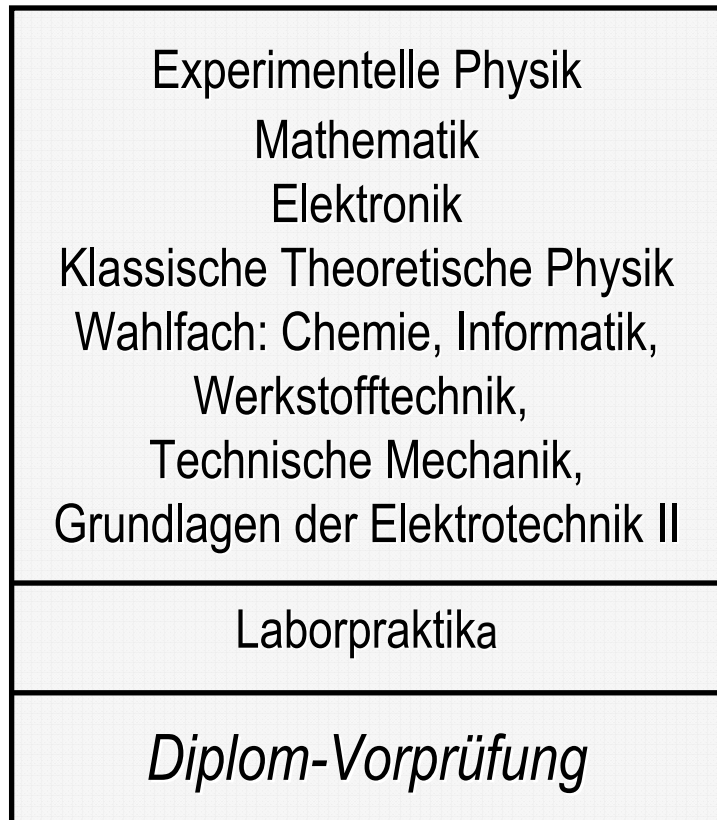 Experimentelle Physik
Mathematik
Elektronik
Klassische Theoretische Physik
Wahlfach: Chemie, Informatik,
Werkstofftechnik,
Technische Mechanik,
Grundlagen der Elektrotechnik II
Laborpraktika
Diplom-Vorprüfung